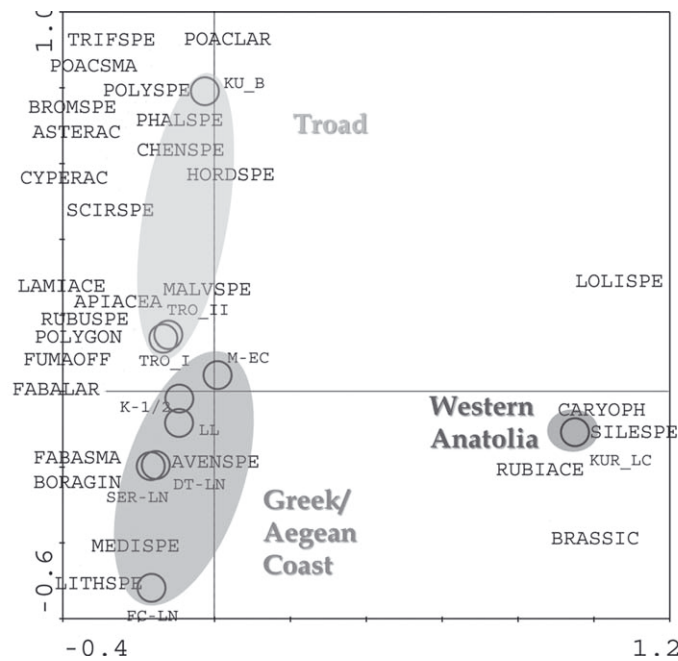 1.0
TRIFSPE POACLAR
POACSMA
POLYSPE KU_B
BROMSPE
PHALSPE Troad
ASTERAC
CHENSPE
CYPERAC HORDSPE
SCIRSPE
LOLISPE
LAMIACE MALVSPE
APIACEA TRO_II
RUBUSPE
POLYGON
FUMAOFF TRO_I M-EC
FABALAR
K-1/2 Western CARYOPH
LL Anatolia SILESPE
FABASMA AVENSPE RUBIACE KUR_LC
BORAGIN DT-LN
SER-LN Greek/
Aegean
MEDISPE Coast BRASSIC
-0.6
LITHSPE
FC-LN
-0.4 1.2